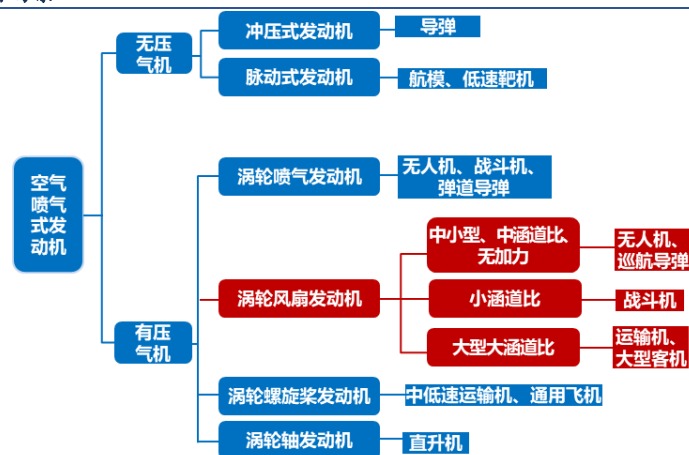 空气
喷气
式发
动机
无压
气机
冲压式发动机
导弹
脉动式发动机
航模、低速靶机
有压
气机
涡轮喷气发动机
无人机、战斗机、
弹道导弹
涡轮风扇发动机
中小型、中涵道比、
无加力
无人机、
巡航导弹
小涵道比
战斗机
大型大涵道比
运输机、
大型客机
涡轮螺旋桨发动机
中低速运输机、通用飞机
涡轮轴发动机
直升机